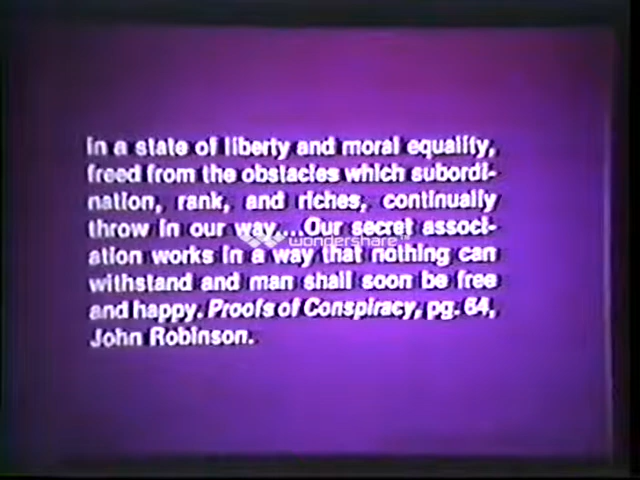 in a state of liberty and moral equality,
freed from the obstacles which subordi-
nation, rank, and riches, continually
throw in our way....Our secret associ-
ation works in a way that nothing can
withstand and man shall soon be free
and happy. Proofs of Conspiracy, pg. 64,
John Robinson.
wondershare™